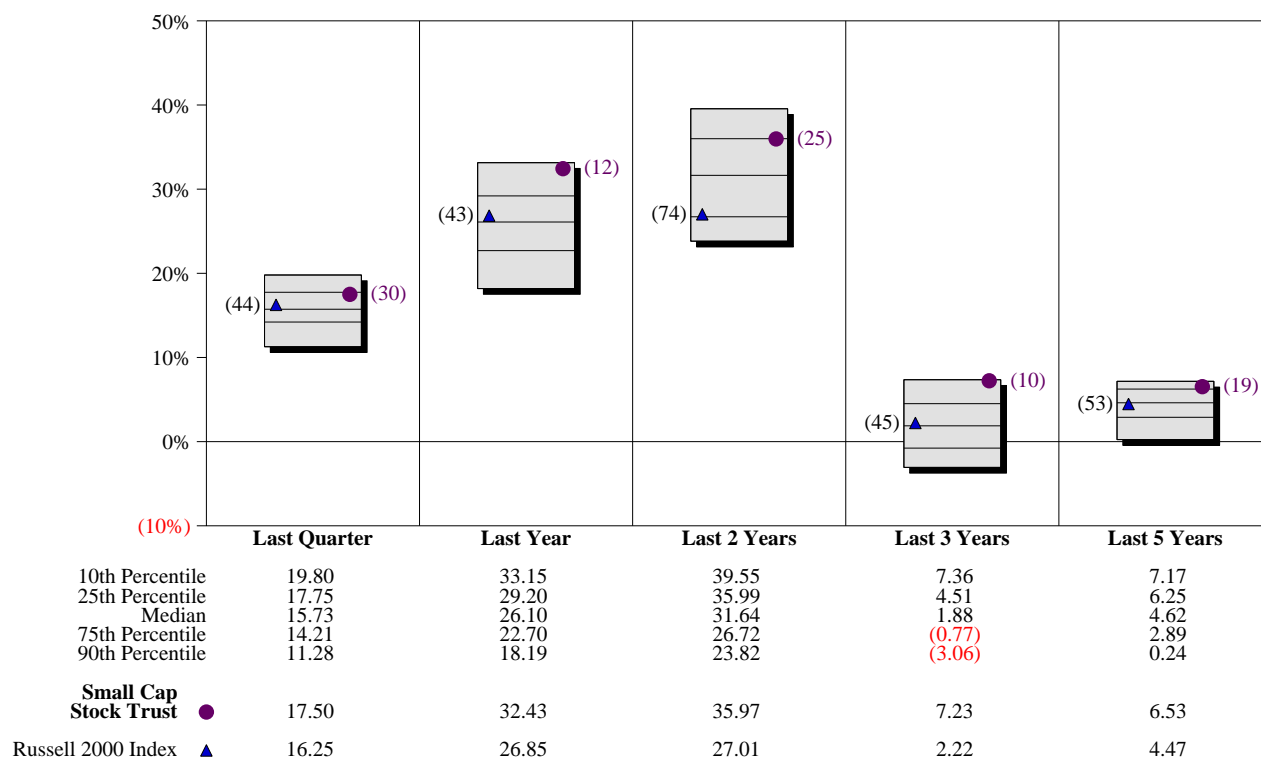 50%
40%
30%
20%
10%
0%
(10%)
(44) (30)
(43) (12)
(74) (25)
(45) (10)
(53) (19)
Last Quarter Last Year Last 2 Years Last 3 Years Last 5 Years
10th Percentile 19.80 33.15 39.55 7.36 7.17
25th Percentile 17.75 29.20 35.99 4.51 6.25
Median 15.73 26.10 31.64 1.88 4.62
75th Percentile 14.21 22.70 26.72 (0.77) 2.89
90th Percentile 11.28 18.19 23.82 (3.06) 0.24
Small Cap
Stock Trust 17.50 32.43 35.97 7.23 6.53
Russell 2000 Index 16.25 26.85 27.01 2.22 4.47